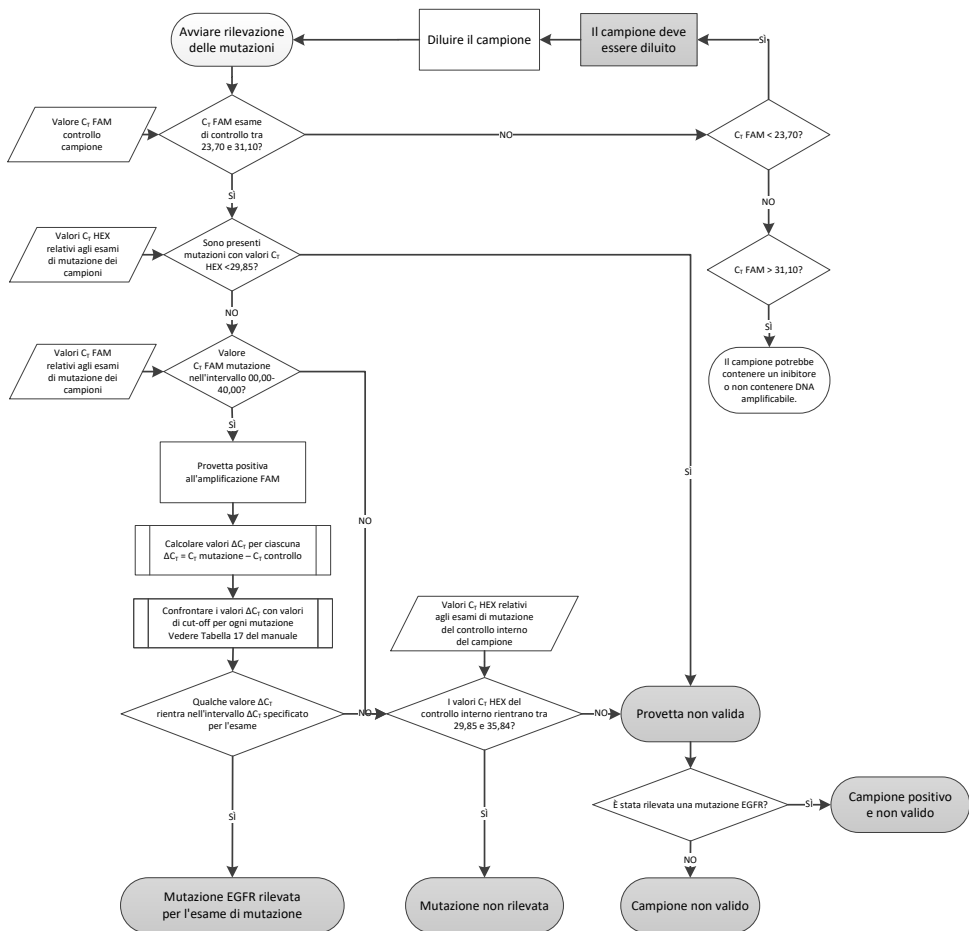 Avviare rilevazione
delle mutazioni
Diluire il campione
Il campione deve
essere diluito
SÌ
Valore CT FAM
controllo
campione
CT FAM esame
di controllo tra
23,70 e 31,10?
NO
CT FAM < 23,70?
SÌ
NO
Valori CT HEX
relativi agli esami
di mutazione dei
campioni
Sono presenti
mutazioni con valori CT
HEX <29,85?
CT FAM > 31,10?
NO
SÌ
Valori CT FAM
relativi agli esami
di mutazione dei
campioni
Valore
CT FAM mutazione
nell'intervallo 00,00-
40,00?
Il campione potrebbe
contenere un inibitore
o non contenere DNA
amplificabile.
SÌ
Provetta positiva
all'amplificazione FAM
SÌ
NO
Calcolare valori ΔCT per ciascuna
ΔCT = CT mutazione – CT controllo
Confrontare i valori ΔCT con valori
di cut-off per ogni mutazione
Vedere Tabella 17 del manuale
Valori CT HEX relativi
agli esami di mutazione
del controllo interno
del campione
Qualche valore ΔCT
rientra nell'intervallo ΔCT specificato
per l'esame
NO
I valori CT HEX del
controllo interno rientrano tra
29,85 e 35,84?
NO
Provetta non valida
È stata rilevata una mutazione EGFR?
SÌ
Campione positivo
e non valido
SÌ
SÌ
NO
Mutazione EGFR rilevata
per l'esame di mutazione
Mutazione non rilevata
Campione non valido